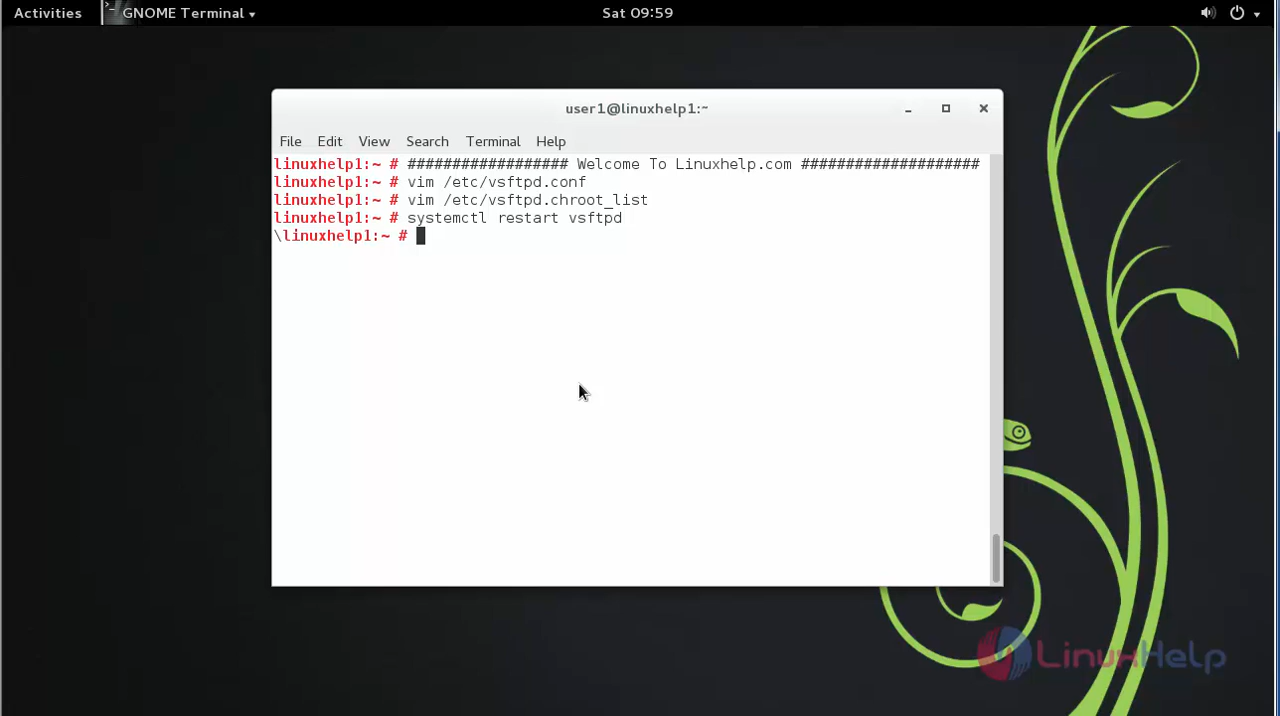 Activities GNOME Terminal Sat 09:59
user1@linuxhelp1:~
File Edit View Search Terminal Help
linuxhelp1:~ # ################## Welcome To Linuxhelp.com ####################
linuxhelp1:~ # vim /etc/vsftpd.conf
linuxhelp1:~ # vim /etc/vsftpd.chroot_list
linuxhelp1:~ # systemctl restart vsftpd
\linuxhelp1:~ #
LinuxHelp